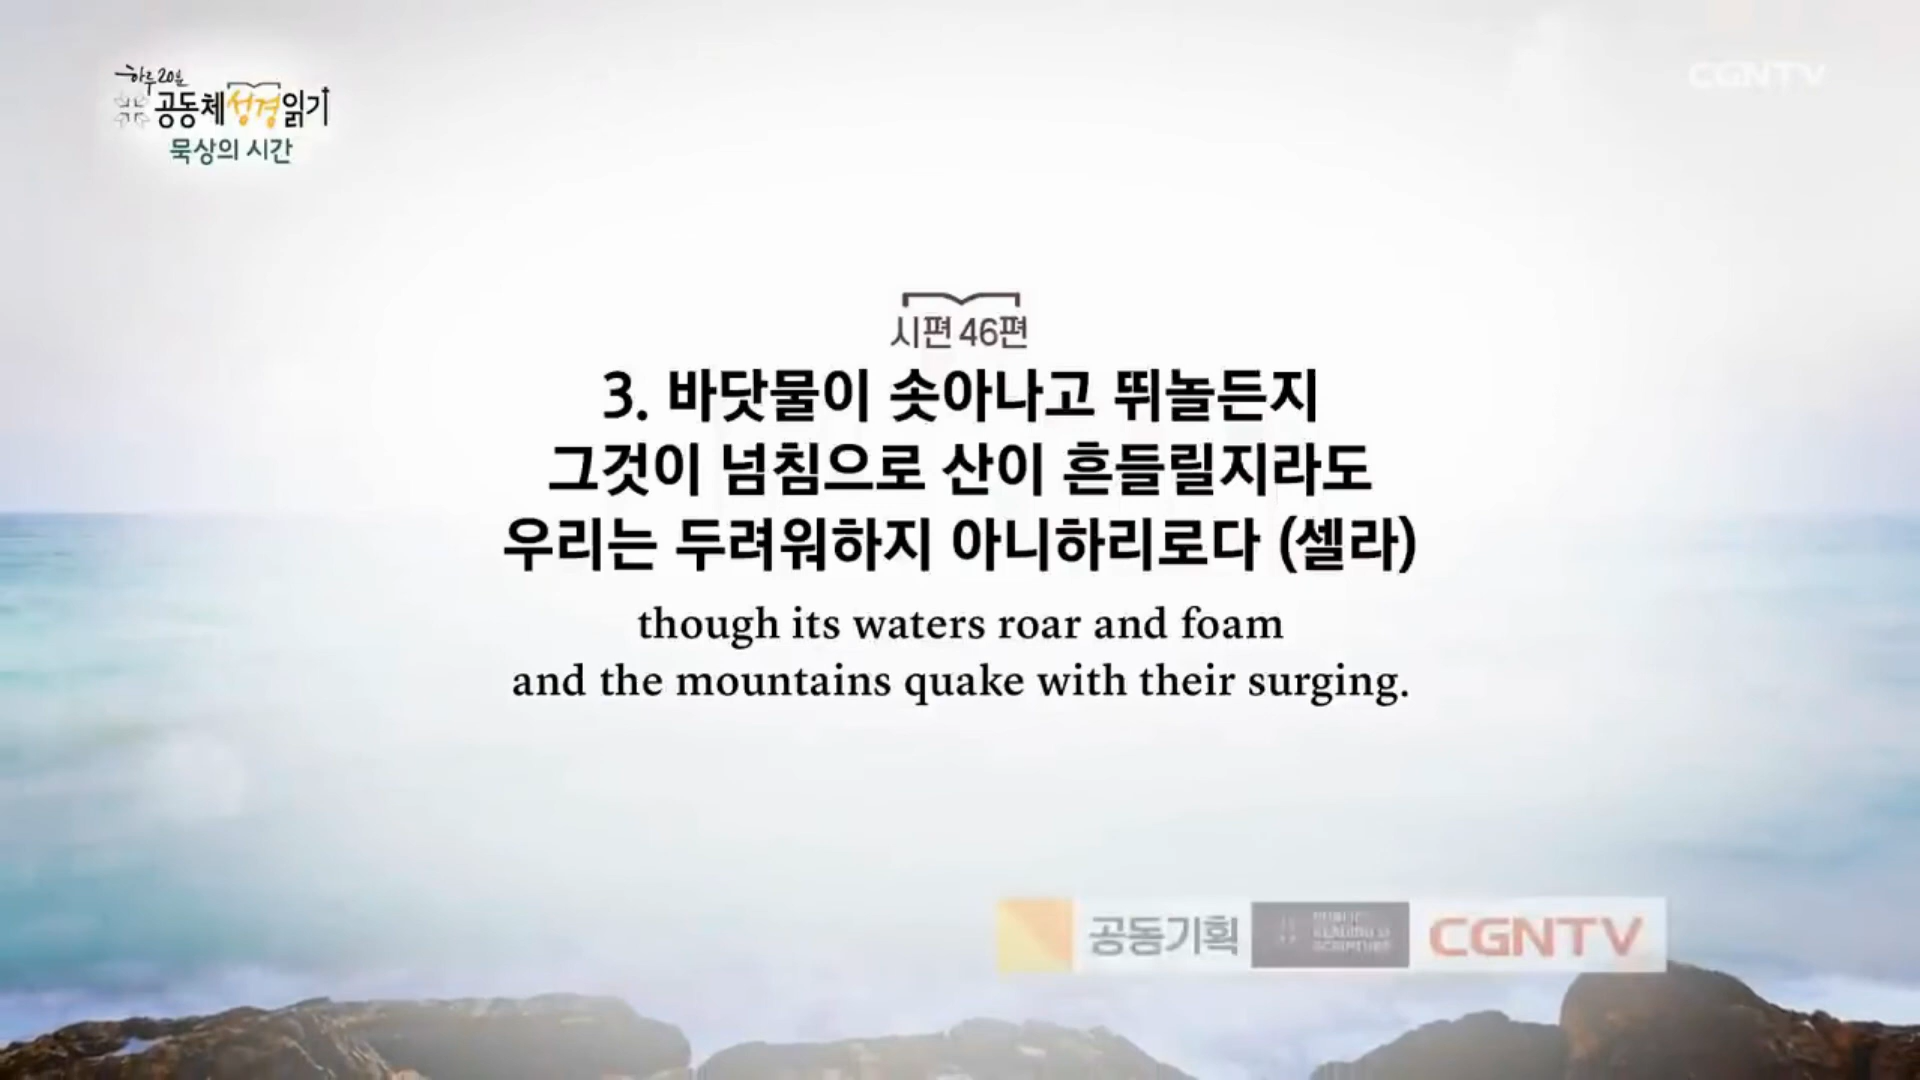 하루 20분
공동체성경읽기
묵상의 시간
CGNTV
시편 46편
3. 바닷물이 솟아나고 뛰놀든지
그것이 넘침으로 산이 흔들릴지라도
우리는 두려워하지 아니하리로다 (셀라)
though its waters roar and foam
and the mountains quake with their surging.
공동기획
PUBLIC
READING of
SCRIPTURE
CGNTV